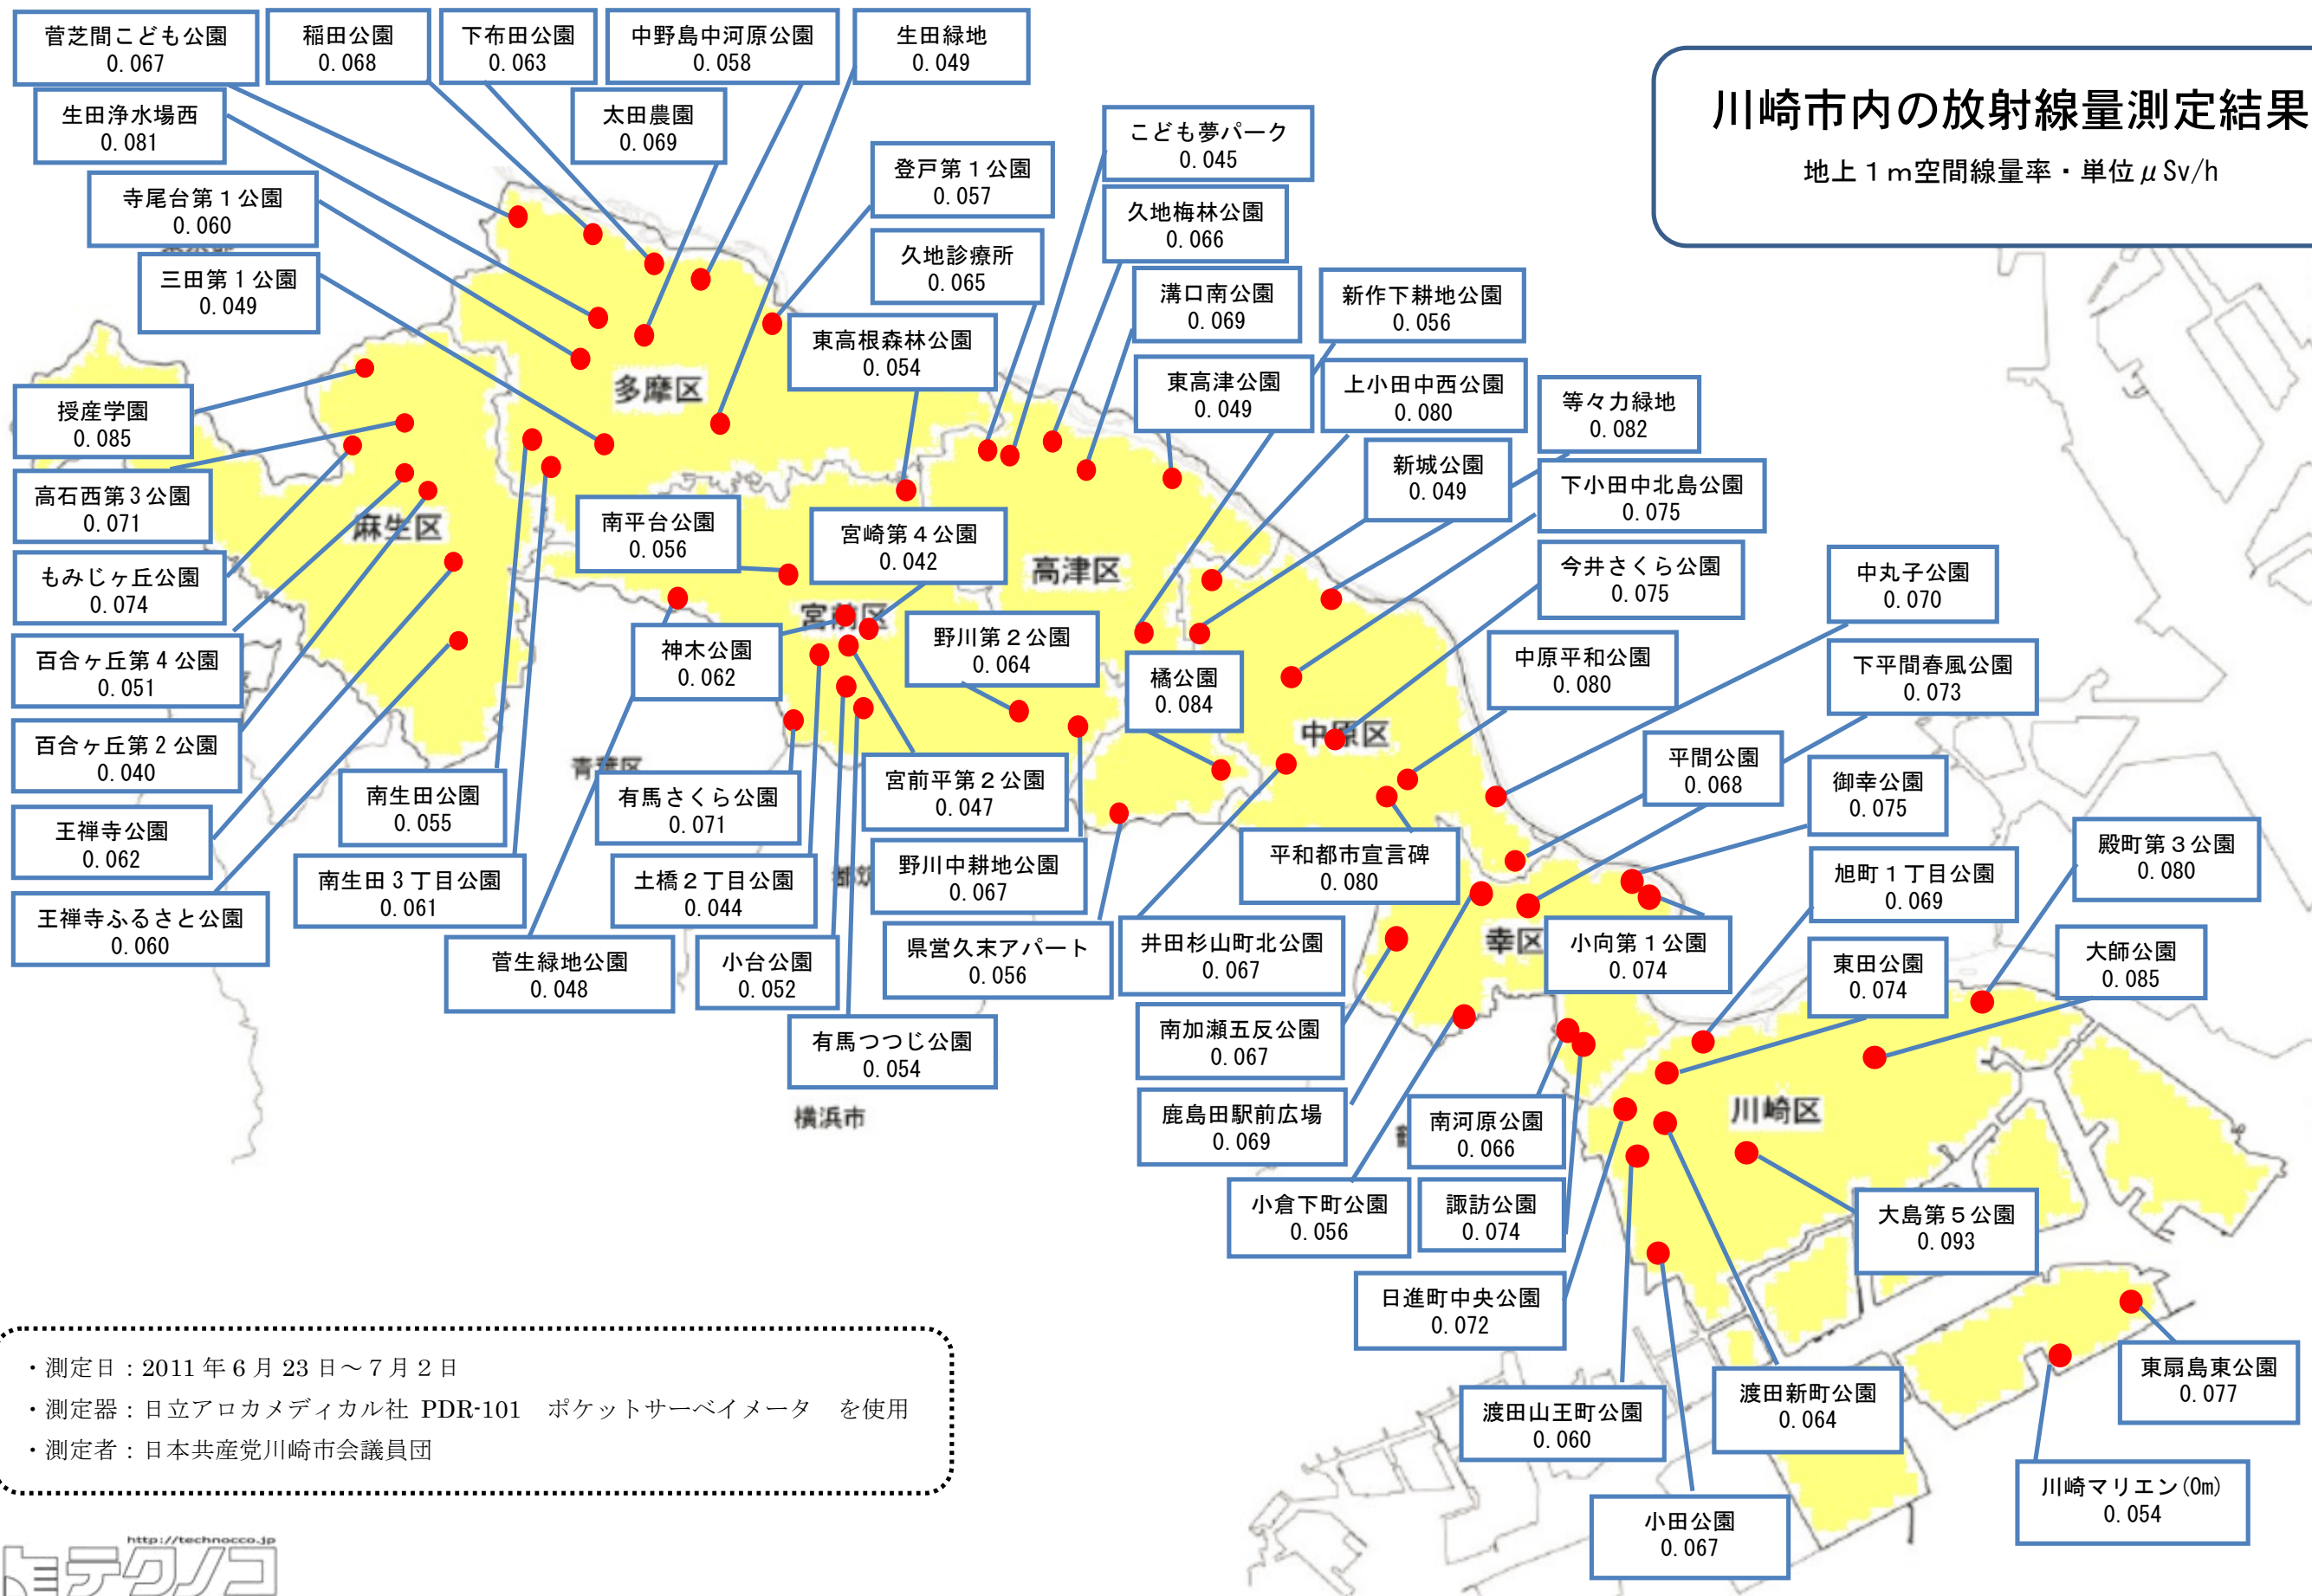 川崎市内の放射線量測定結果
地上１ｍ空間線量率・単位μSv/h
菅芝間こども公園
0.067
稲田公園
0.068
下布田公園
0.063
中野島中河原公園
0.058
生田緑地
0.049
生田浄水場西
0.081
太田農園
0.069
こども夢パーク
0.045
登戸第１公園
0.057
寺尾台第１公園
0.060
久地梅林公園
0.066
久地診療所
0.065
三田第１公園
0.049
溝口南公園
0.069
新作下耕地公園
0.056
東高根森林公園
0.054
東高津公園
0.049
上小田中西公園
0.080
等々力緑地
0.082
多摩区
授産学園
0.085
新城公園
0.049
下小田中北島公園
0.075
高石西第３公園
0.071
麻生区
南平台公園
0.056
宮崎第４公園
0.042
高津区
今井さくら公園
0.075
中丸子公園
0.070
もみじヶ丘公園
0.074
宮前区
神木公園
0.062
野川第２公園
0.064
橘公園
0.084
中原平和公園
0.080
下平間春風公園
0.073
百合ヶ丘第４公園
0.051
中原区
百合ヶ丘第２公園
0.040
青葉区
南生田公園
0.055
有馬さくら公園
0.071
宮前平第２公園
0.047
平間公園
0.068
御幸公園
0.075
王禅寺公園
0.062
南生田３丁目公園
0.061
土橋２丁目公園
0.044
野川中耕地公園
0.067
平和都市宣言碑
0.080
旭町１丁目公園
0.069
殿町第３公園
0.080
王禅寺ふるさと公園
0.060
菅生緑地公園
0.048
小台公園
0.052
県営久末アパート
0.056
井田杉山町北公園
0.067
幸区
小向第１公園
0.074
東田公園
0.074
大師公園
0.085
有馬つつじ公園
0.054
南加瀬五反公園
0.067
横浜市
鹿島田駅前広場
0.069
南河原公園
0.066
川崎区
小倉下町公園
0.056
諏訪公園
0.074
大島第５公園
0.093
日進町中央公園
0.072
渡田山王町公園
0.060
渡田新町公園
0.064
東扇島東公園
0.077
小田公園
0.067
川崎マリエン(0m)
0.054
・測定日：2011年６月23日～７月２日
・測定器：日立アロカメディカル社 PDR-101　ポケットサーベイメータ　を使用
・測定者：日本共産党川崎市会議員団
http://technocco.jp
テクノコ